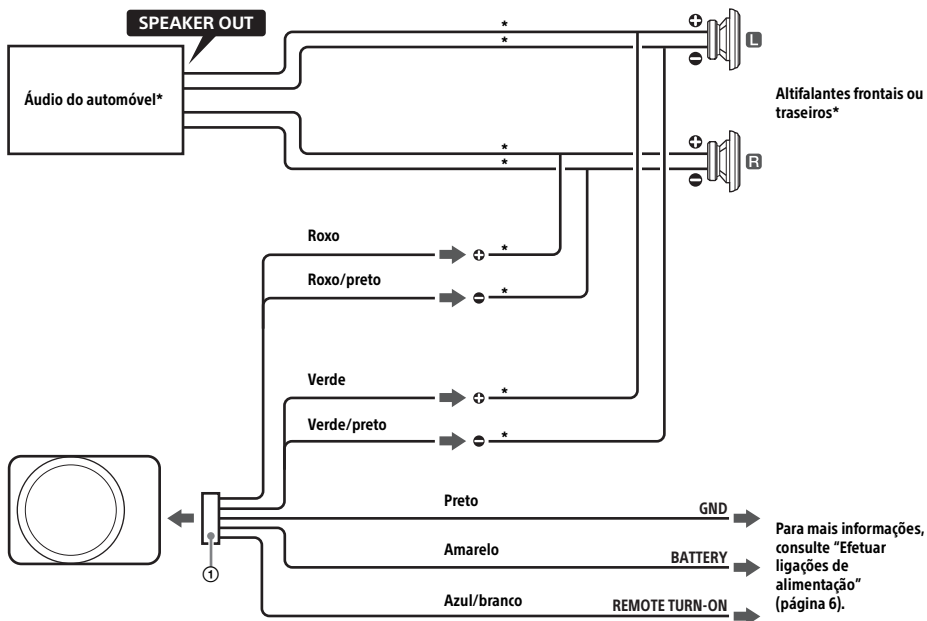 SPEAKER OUT
Áudio do automóvel*
*
*
L
Altifalantes frontais ou
traseiros*
*
*
R
Roxo
*
Roxo/preto
*
Verde
*
Verde/preto
*
Preto
GND
Amarelo
BATTERY
Azul/branco
REMOTE TURN-ON
①
Para mais informações,
consulte "Efetuar
ligações de
alimentação"
(página 6).